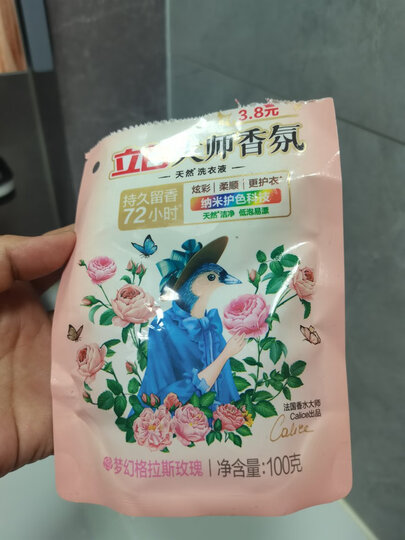 3.8元
立白大师香氛
天然洗衣液
持久留香
72小时
炫彩 | 柔顺 | 更护衣
纳米护色科技
天然洁净 低泡易漂
法国香水大师
Calice出品
Calice
梦幻格拉斯玫瑰 | 净含量:100克